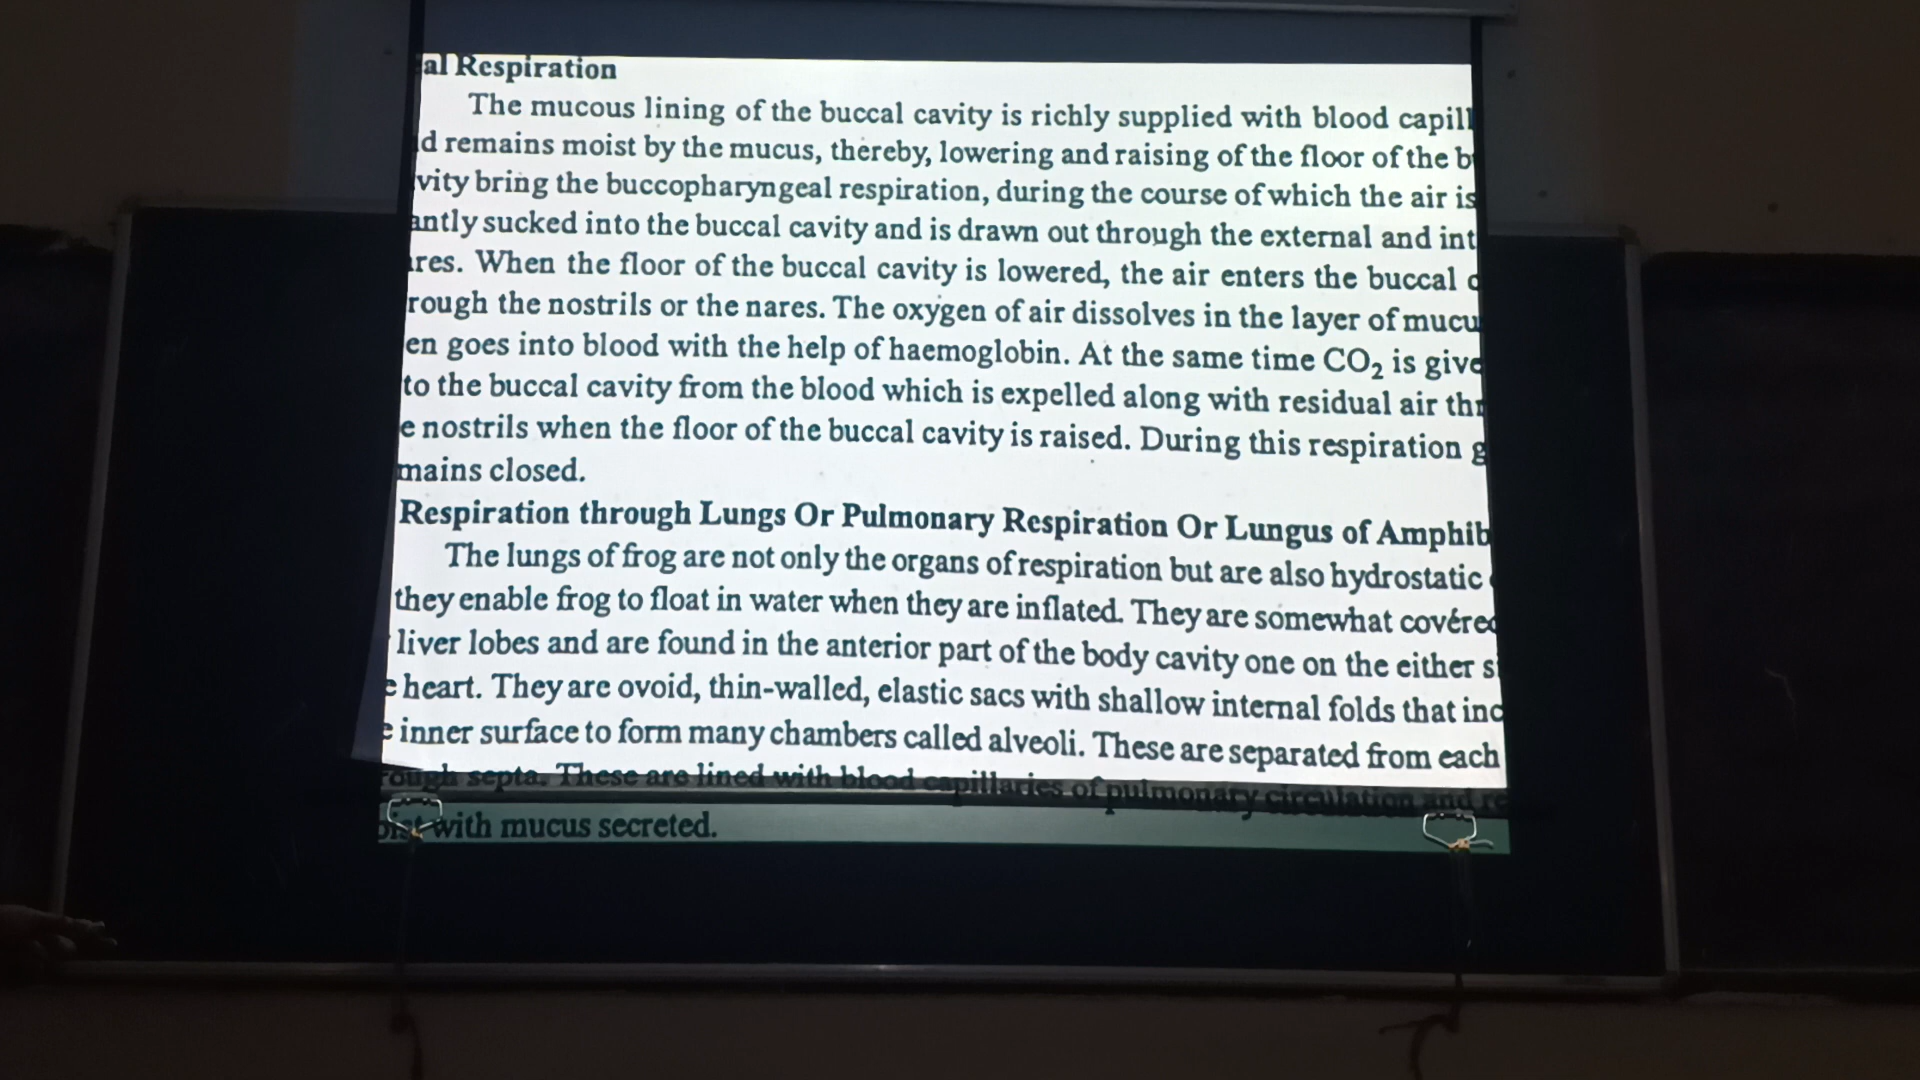 al Respiration
The mucous lining of the buccal cavity is richly supplied with blood capill
d remains moist by the mucus, thereby, lowering and raising of the floor of the b
vity bring the buccopharyngeal respiration, during the course of which the air is
antly sucked into the buccal cavity and is drawn out through the external and int
res. When the floor of the buccal cavity is lowered, the air enters the buccal c
rough the nostrils or the nares. The oxygen of air dissolves in the layer of mucu
en goes into blood with the help of haemoglobin. At the same time CO₂ is give
to the buccal cavity from the blood which is expelled along with residual air thr
e nostrils when the floor of the buccal cavity is raised. During this respiration g
mains closed.
Respiration through Lungs Or Pulmonary Respiration Or Lungus of Amphib
The lungs of frog are not only the organs of respiration but are also hydrostatic
they enable frog to float in water when they are inflated. They are somewhat covered
liver lobes and are found in the anterior part of the body cavity one on the either si
e heart. They are ovoid, thin-walled, elastic sacs with shallow internal folds that inc
e inner surface to form many chambers called alveoli. These are separated from each
rough septa. These are lined with blood capillaries of pulmonary circulation and re
with mucus secreted.